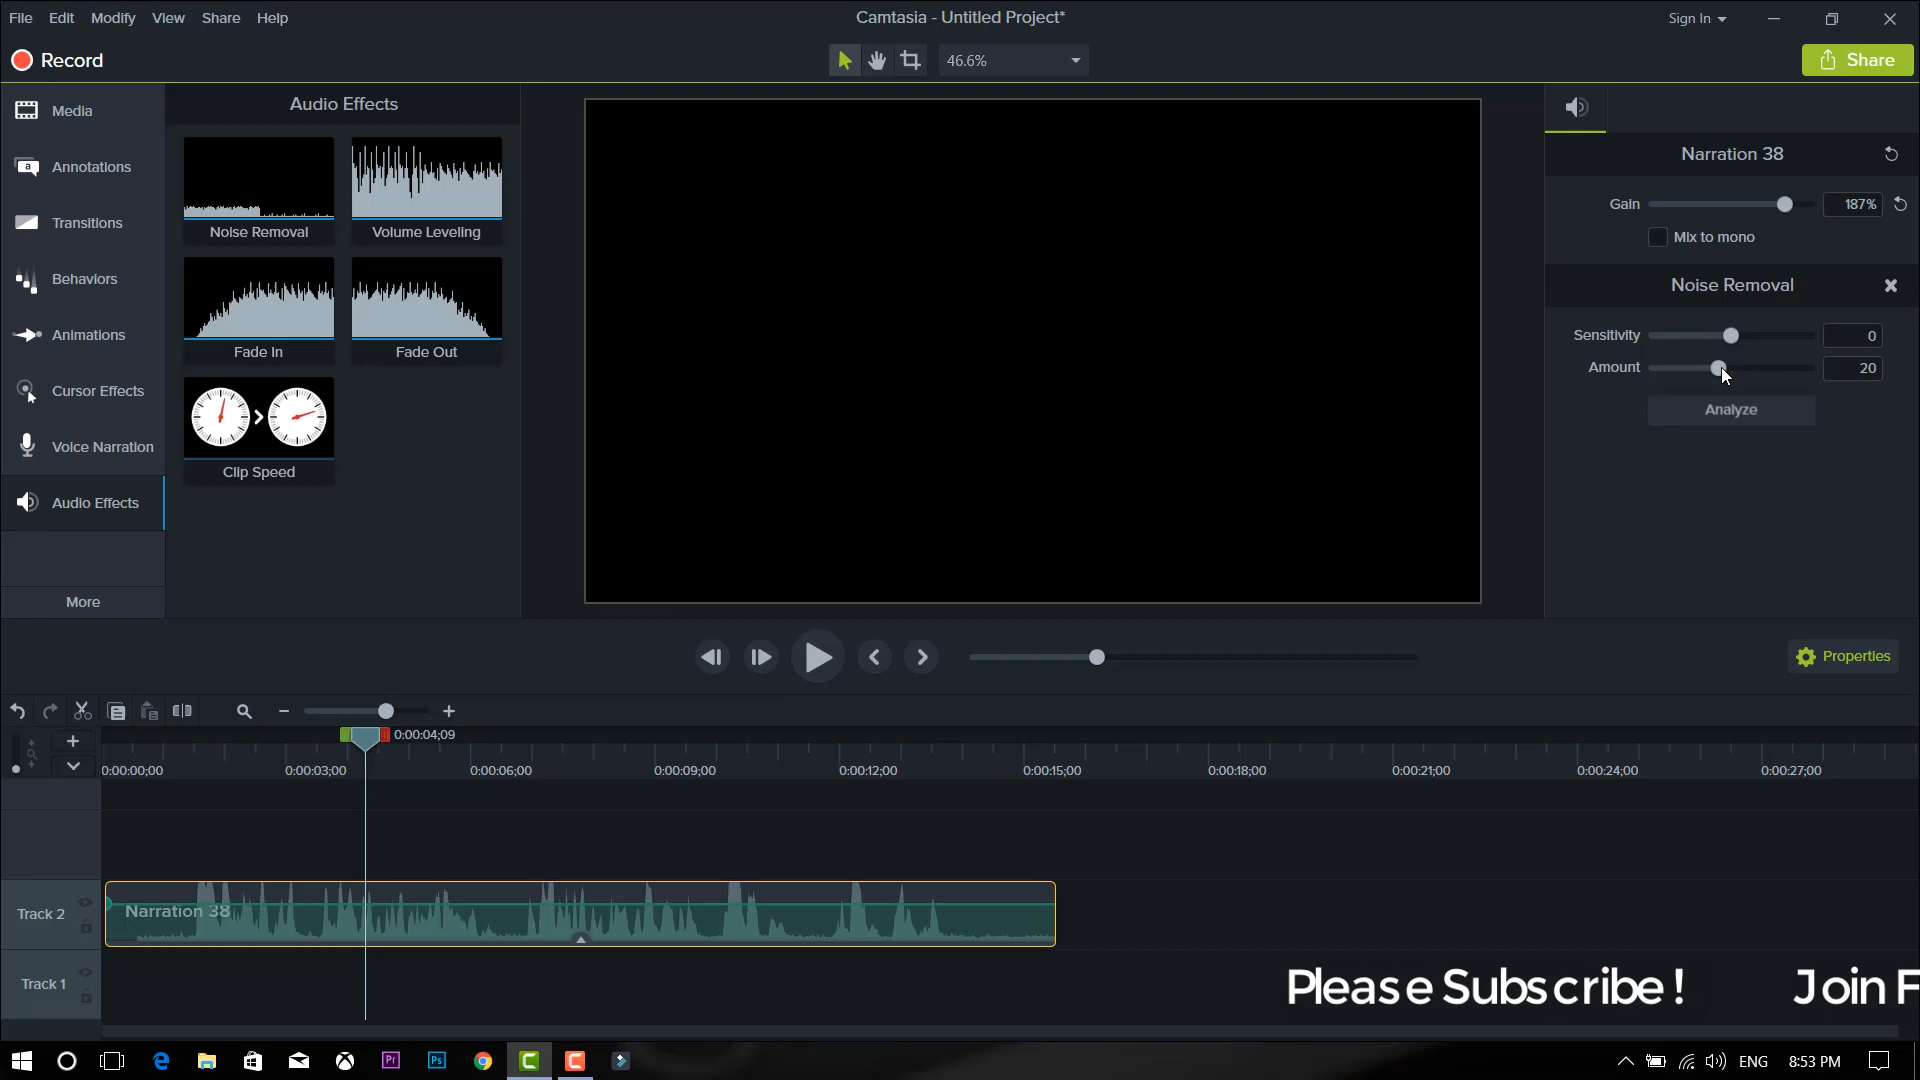 File Edit Modify View Share Help
Camtasia - Untitled Project*
Sign In
Record
46.6%
Share
Media
Annotations
Transitions
Behaviors
Animations
Cursor Effects
Voice Narration
Audio Effects
More
Audio Effects
Noise Removal
Volume Leveling
Fade In
Fade Out
Clip Speed
Narration 38
Gain 187%
Mix to mono
Noise Removal
Sensitivity 0
Amount 20
Analyze
Properties
0:00:04;09
0:00:00;00 0:00:03;00 0:00:06;00 0:00:09;00 0:00:12;00 0:00:15;00 0:00:18;00 0:00:21;00 0:00:24;00 0:00:27;00
Track 2
Narration 38
Track 1
Please Subscribe! Join F
Pr Ps
ENG 8:53 PM